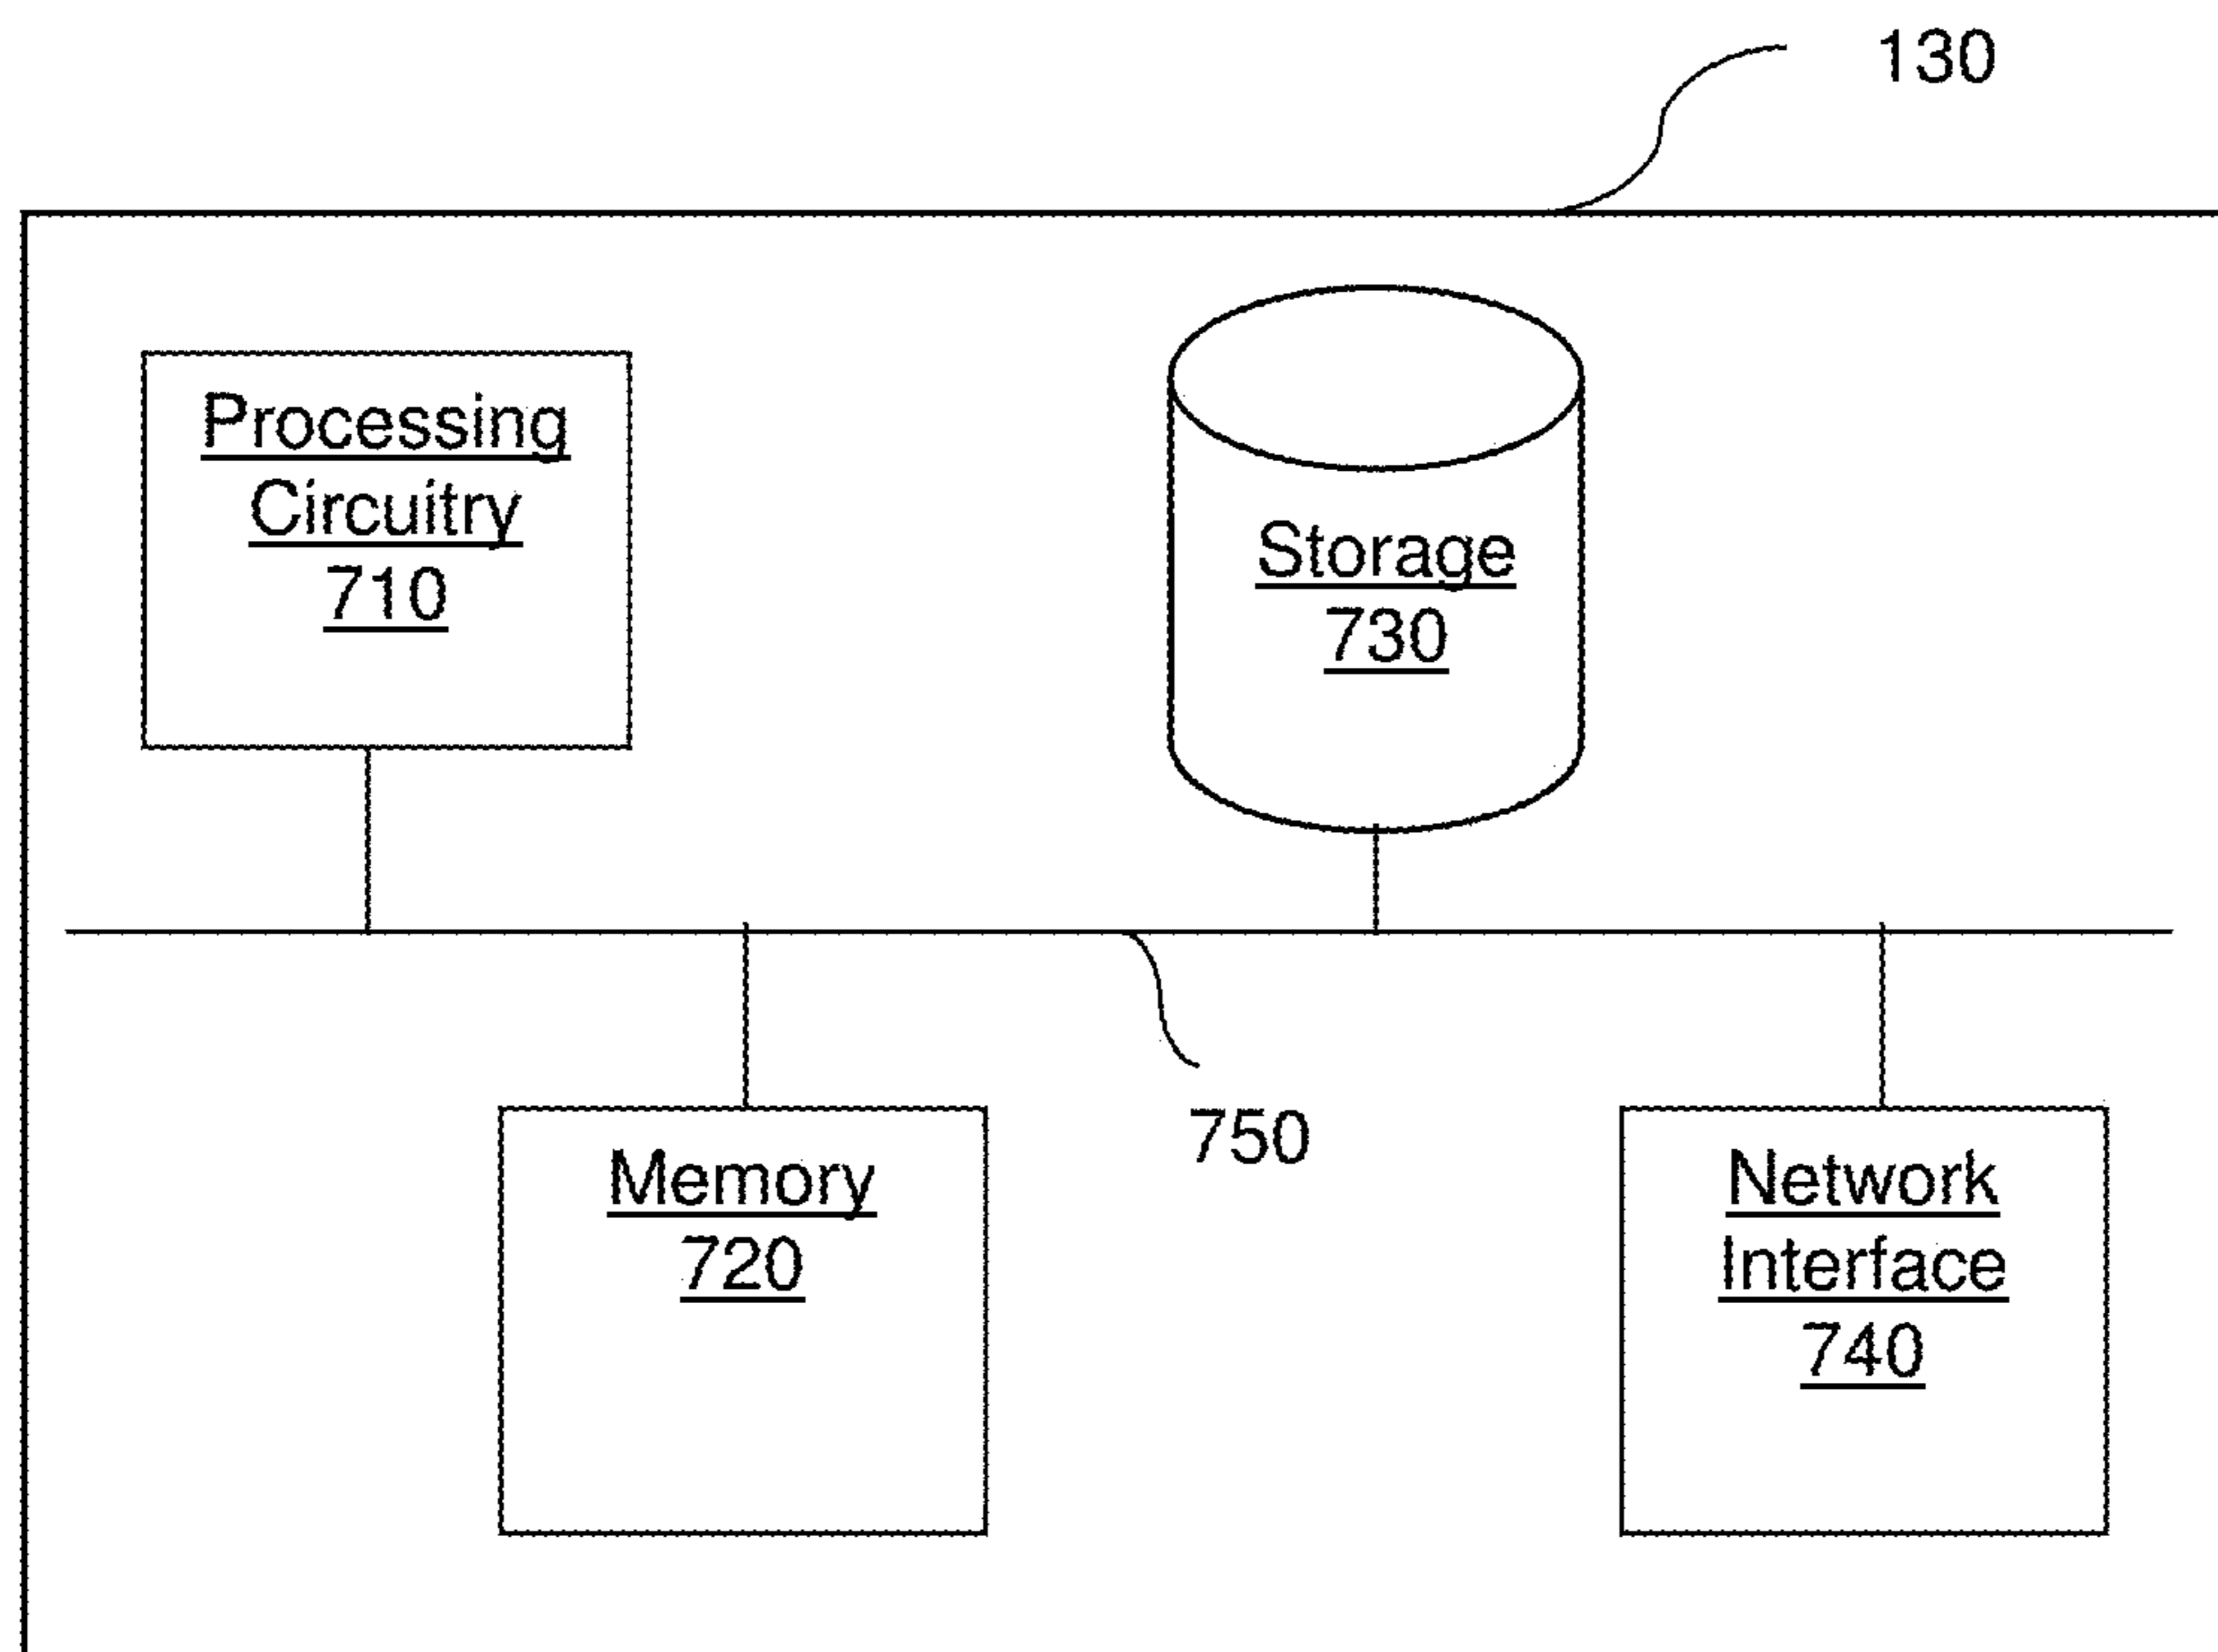 130
Processing
Circuitry
710
Storage
730
750
Memory
720
Network
Interface
740